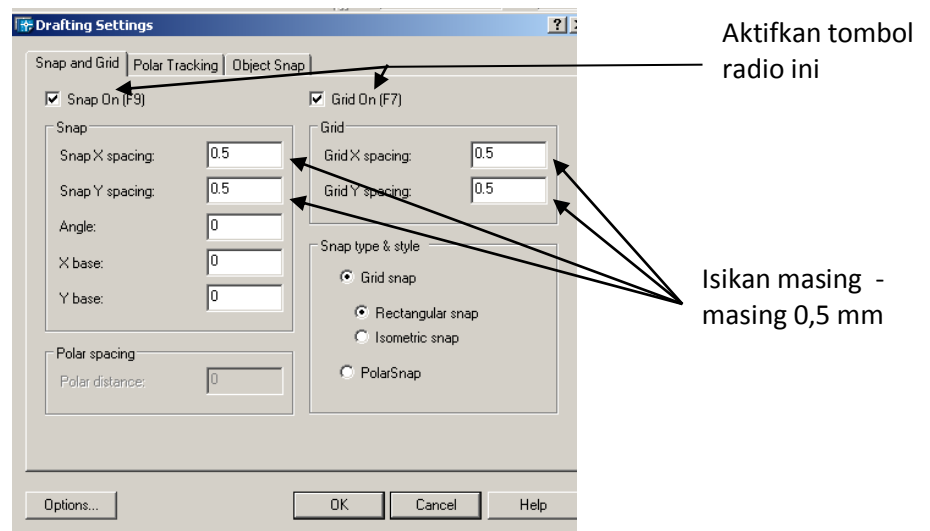 Drafting Settings
Snap and Grid
Polar Tracking
Object Snap
Aktifkan tombol
radio ini
Snap On (F9)
Grid On (F7)
Snap
Snap X spacing: 0.5
Snap Y spacing: 0.5
Angle: 0
X base: 0
Y base: 0
Grid
Grid X spacing: 0.5
Grid Y spacing: 0.5
Snap type & style
Grid snap
Rectangular snap
Isometric snap
PolarSnap
Polar spacing
Polar distance: 0
Isikan masing -
masing 0,5 mm
Options...
OK
Cancel
Help